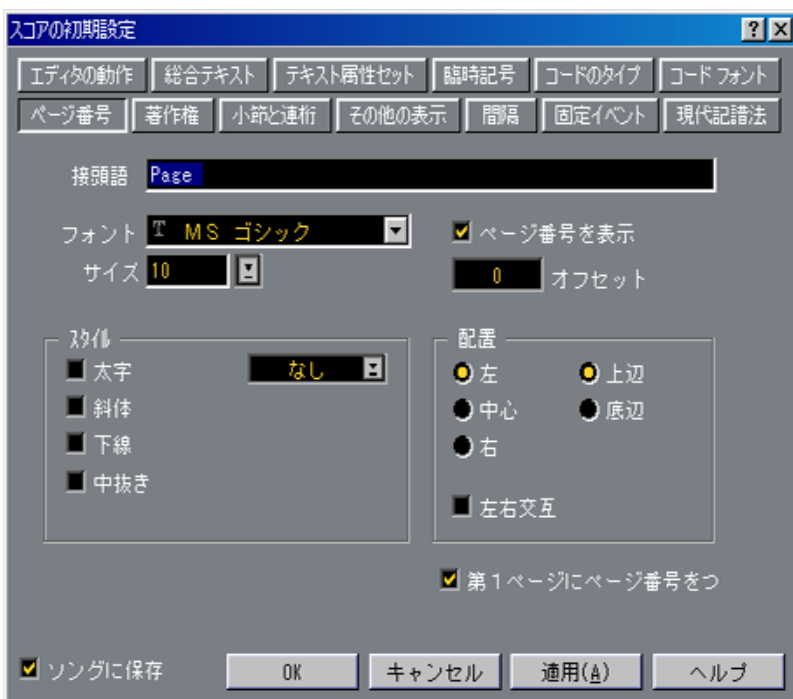 スコアの初期設定
エディタの動作 総合テキスト テキスト属性セット 臨時記号 コードのタイプ コード フォント
ページ番号 著作権 小節と連桁 その他の表示 間隔 固定イベント 現代記譜法
接頭語 Page
フォント T MS ゴシック ページ番号を表示
サイズ 10 0 オフセット
スタイル 配置
太字 なし 左 上辺
斜体 中心 底辺
下線 右
中抜き 左右交互
第1ページにページ番号をつ
ソングに保存 OK キャンセル 適用(A) ヘルプ